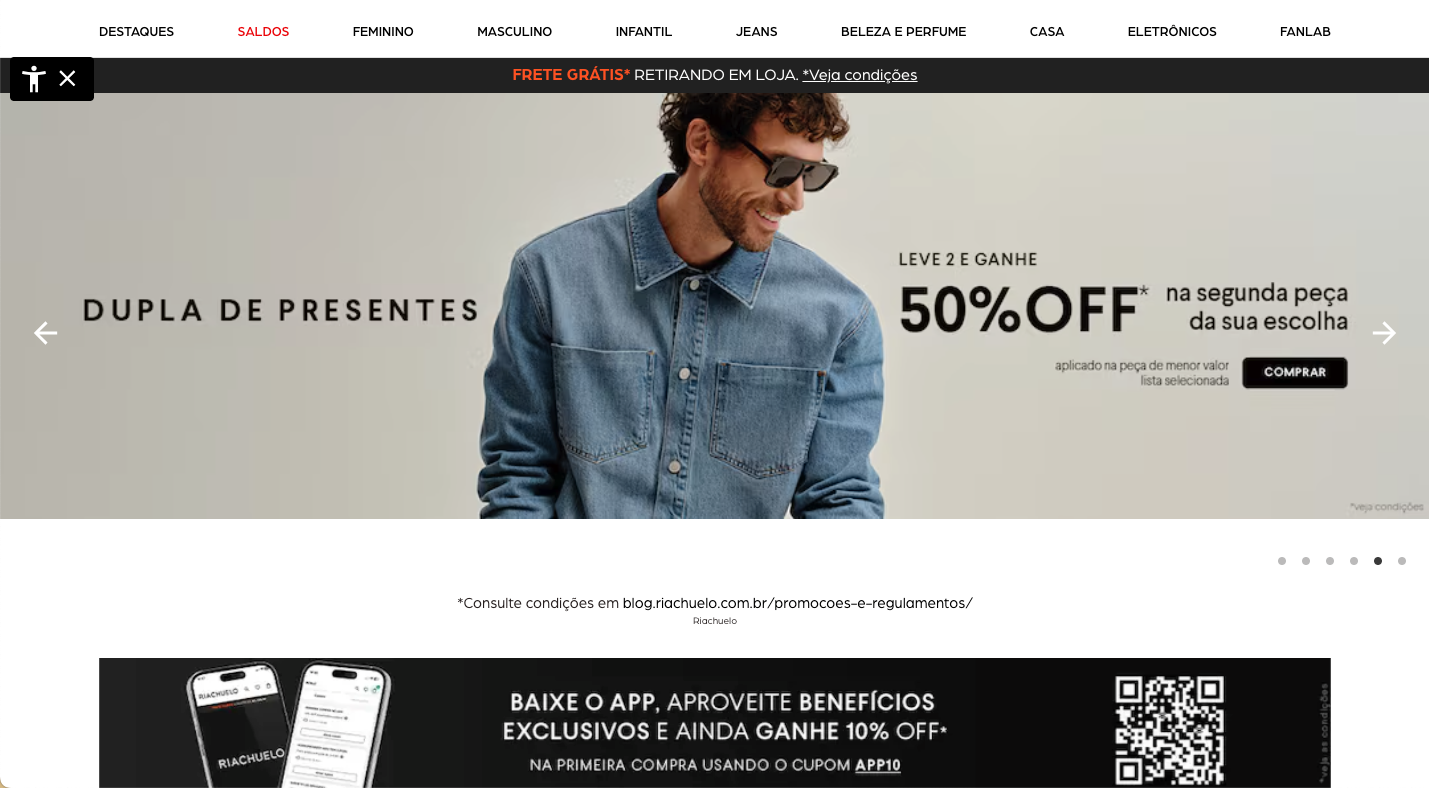 DESTAQUES SALDOS FEMININO MASCULINO INFANTIL JEANS BELEZA E PERFUME CASA ELETRÔNICOS FANLAB
FRETE GRÁTIS* RETIRANDO EM LOJA. *Veja condições
DUPLA DE PRESENTES
LEVE 2 E GANHE
50%OFF* na segunda peça
da sua escolha
aplicado na peça de menor valor
lista selecionada
COMPRAR
*veja condições
*Consulte condições em blog.riachuelo.com.br/promocoes-e-regulamentos/
Riachuelo
RIACHUELO
RIACHUELO
BAIXE O APP, APROVEITE BENEFÍCIOS
EXCLUSIVOS E AINDA GANHE 10% OFF*
NA PRIMEIRA COMPRA USANDO O CUPOM APP10
*veja as condições